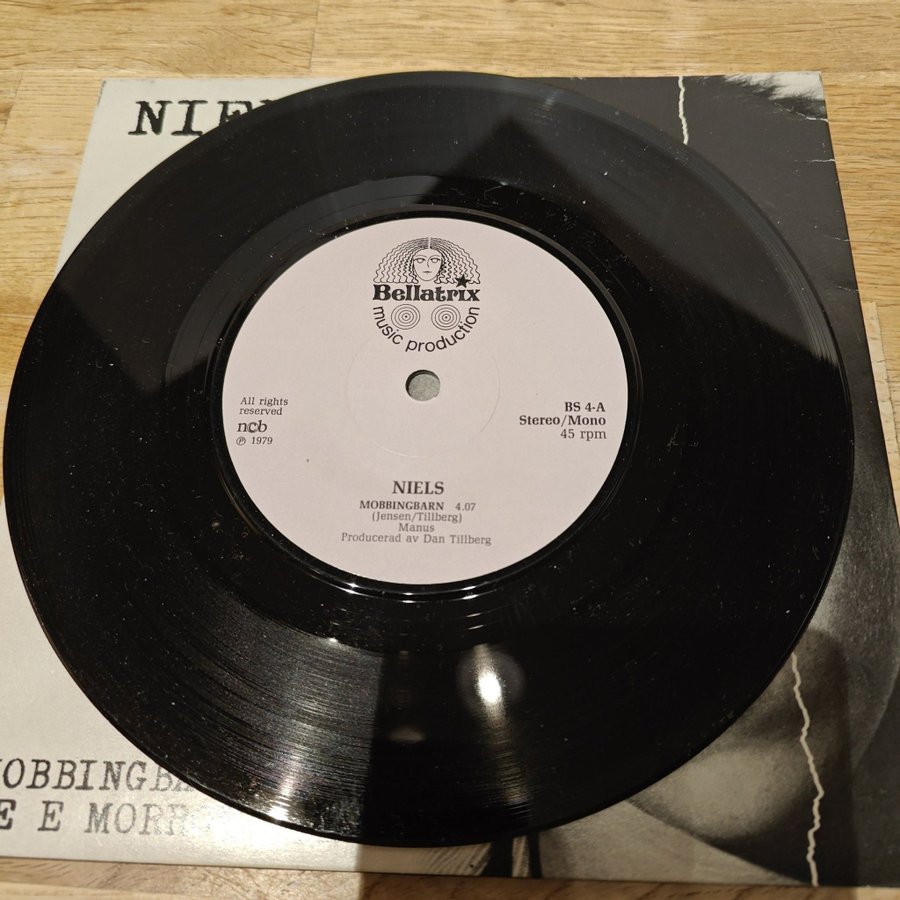 Bellatrix
music production
All rights
reserved
ncb
℗ 1979
BS 4-A
Stereo/Mono
45 rpm
NIELS
MOBBINGBARN 4.07
(Jensen/Tillberg)
Manus
Producerad av Dan Tillberg
E E